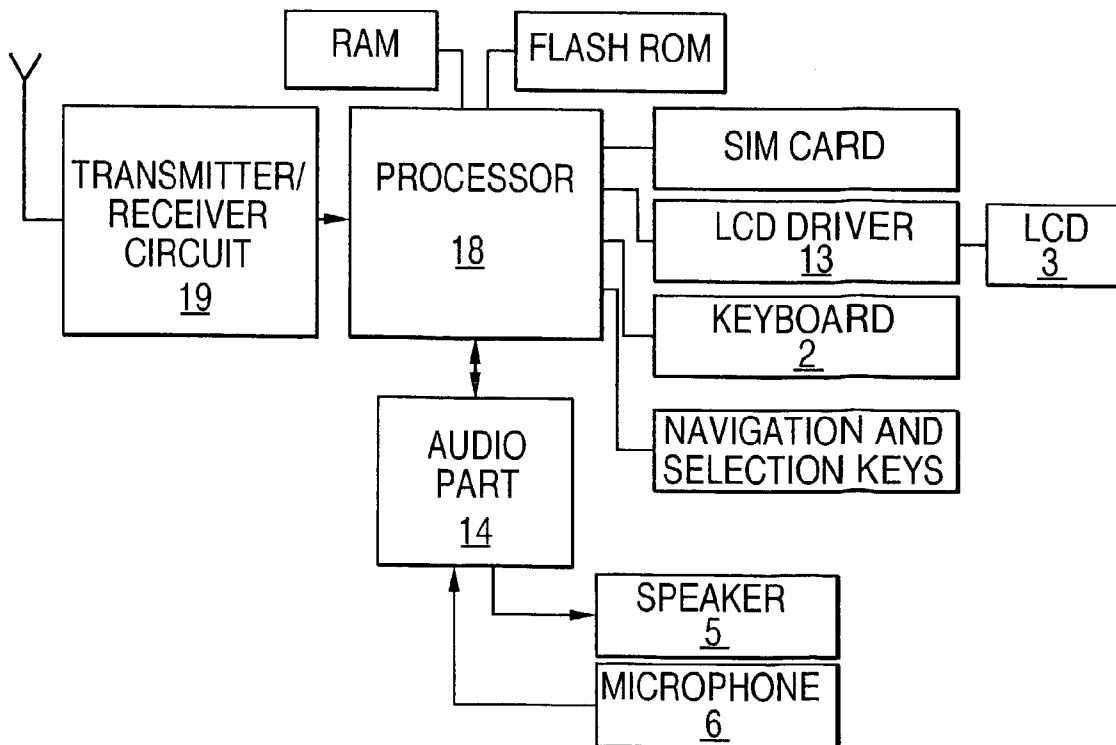 RAM
FLASH ROM
TRANSMITTER/
RECEIVER
CIRCUIT
19
PROCESSOR
18
SIM CARD
LCD DRIVER
13
LCD
3
KEYBOARD
2
NAVIGATION AND
SELECTION KEYS
AUDIO
PART
14
SPEAKER
5
MICROPHONE
6